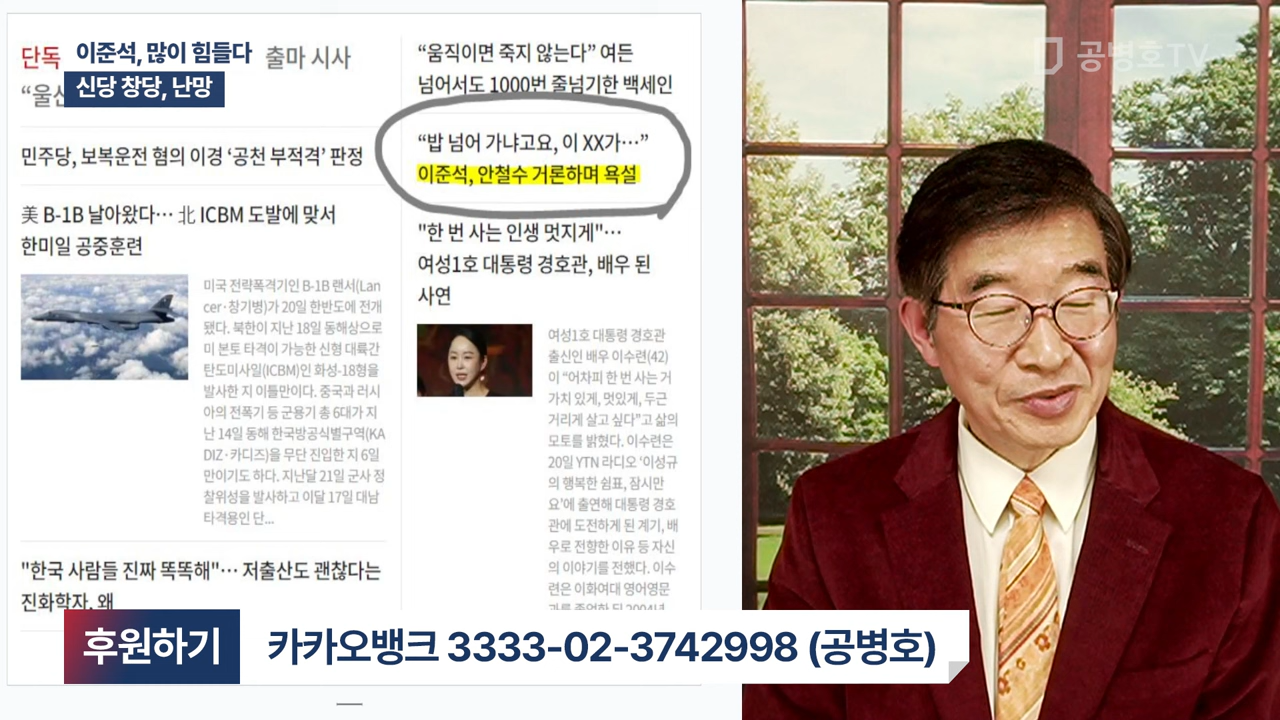 단독
이준석, 많이 힘들다
출마 시사
신당 창당, 난망
“울산
민주당, 보복운전 혐의 이경 ‘공천 부적격’ 판정
美 B-1B 날아왔다… 北 ICBM 도발에 맞서
한미일 공중훈련
미국 전략폭격기인 B-1B 랜서(Lan
cer·창기병)가 20일 한반도에 전개
됐다. 북한이 지난 18일 동해상으로
미 본토 타격이 가능한 신형 대륙간
탄도미사일(ICBM)인 화성-18형을
발사한 지 이틀만이다. 중국과 러시
아의 전폭기 등 군용기 총 6대가 지
난 14일 동해 한국방공식별구역(KA
DIZ·카디즈)을 무단 진입한 지 6일
만이기도 하다. 지난달 21일 군사 정
찰위성을 발사하고 이달 17일 대남
타격용인 단...
"한국 사람들 진짜 똑똑해"… 저출산도 괜찮다는
진화학자, 왜
“움직이면 죽지 않는다” 여든
넘어서도 1000번 줄넘기한 백세인
“밥 넘어 가냐고요, 이 XX가…”
이준석, 안철수 거론하며 욕설
"한 번 사는 인생 멋지게"…
여성1호 대통령 경호관, 배우 된
사연
여성1호 대통령 경호관
출신인 배우 이수련(42)
이 “어차피 한 번 사는 거
가치 있게, 멋있게, 두근
거리게 살고 싶다”고 삶의
모토를 밝혔다. 이수련은
20일 YTN 라디오 ‘이성규
의 행복한 쉼표, 잠시만
요’에 출연해 대통령 경호
관에 도전하게 된 계기, 배
우로 전향한 이유 등 자신
의 이야기를 전했다. 이수
련은 이화여대 영어영문
과를 졸업한 뒤 2004년
공병호TV
후원하기
카카오뱅크 3333-02-3742998 (공병호)